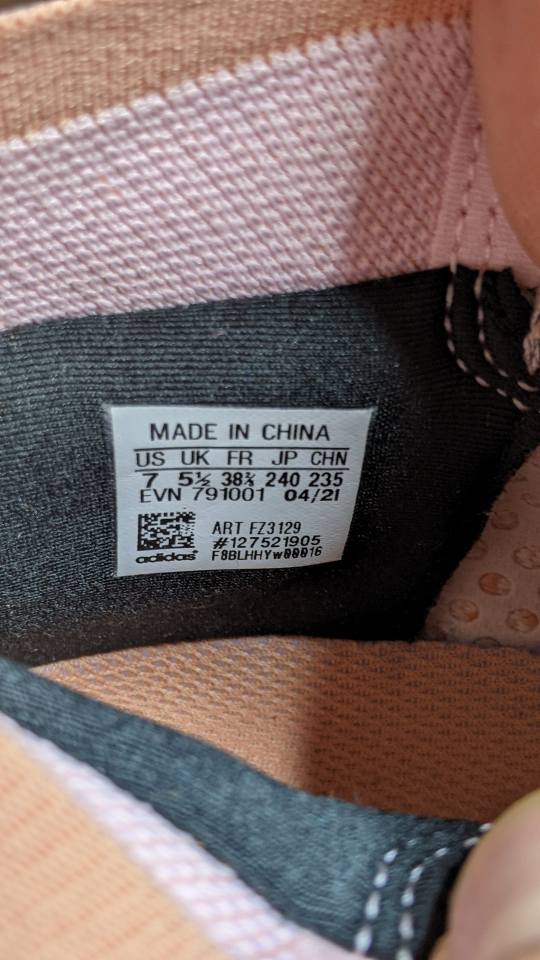 MADE IN CHINA
US UK FR JP CHN
7 5½ 38⅔ 240 235
EVN 791001 04/21
ART FZ3129
#127521905
adidas® F8BLHHYw00016